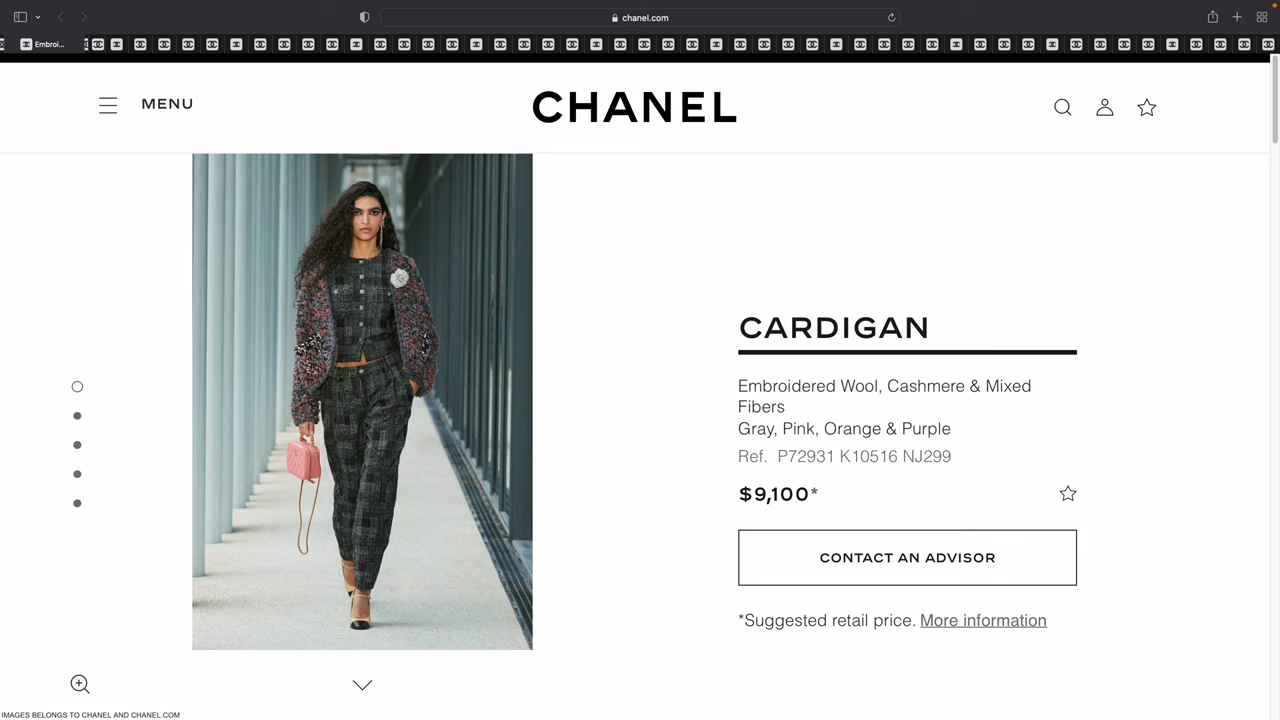 chanel.com
Embroi...
MENU
CHANEL
CARDIGAN
Embroidered Wool, Cashmere & Mixed
Fibers
Gray, Pink, Orange & Purple
Ref. P72931 K10516 NJ299
$9,100*
CONTACT AN ADVISOR
*Suggested retail price. More information
IMAGES BELONGS TO CHANEL AND CHANEL.COM